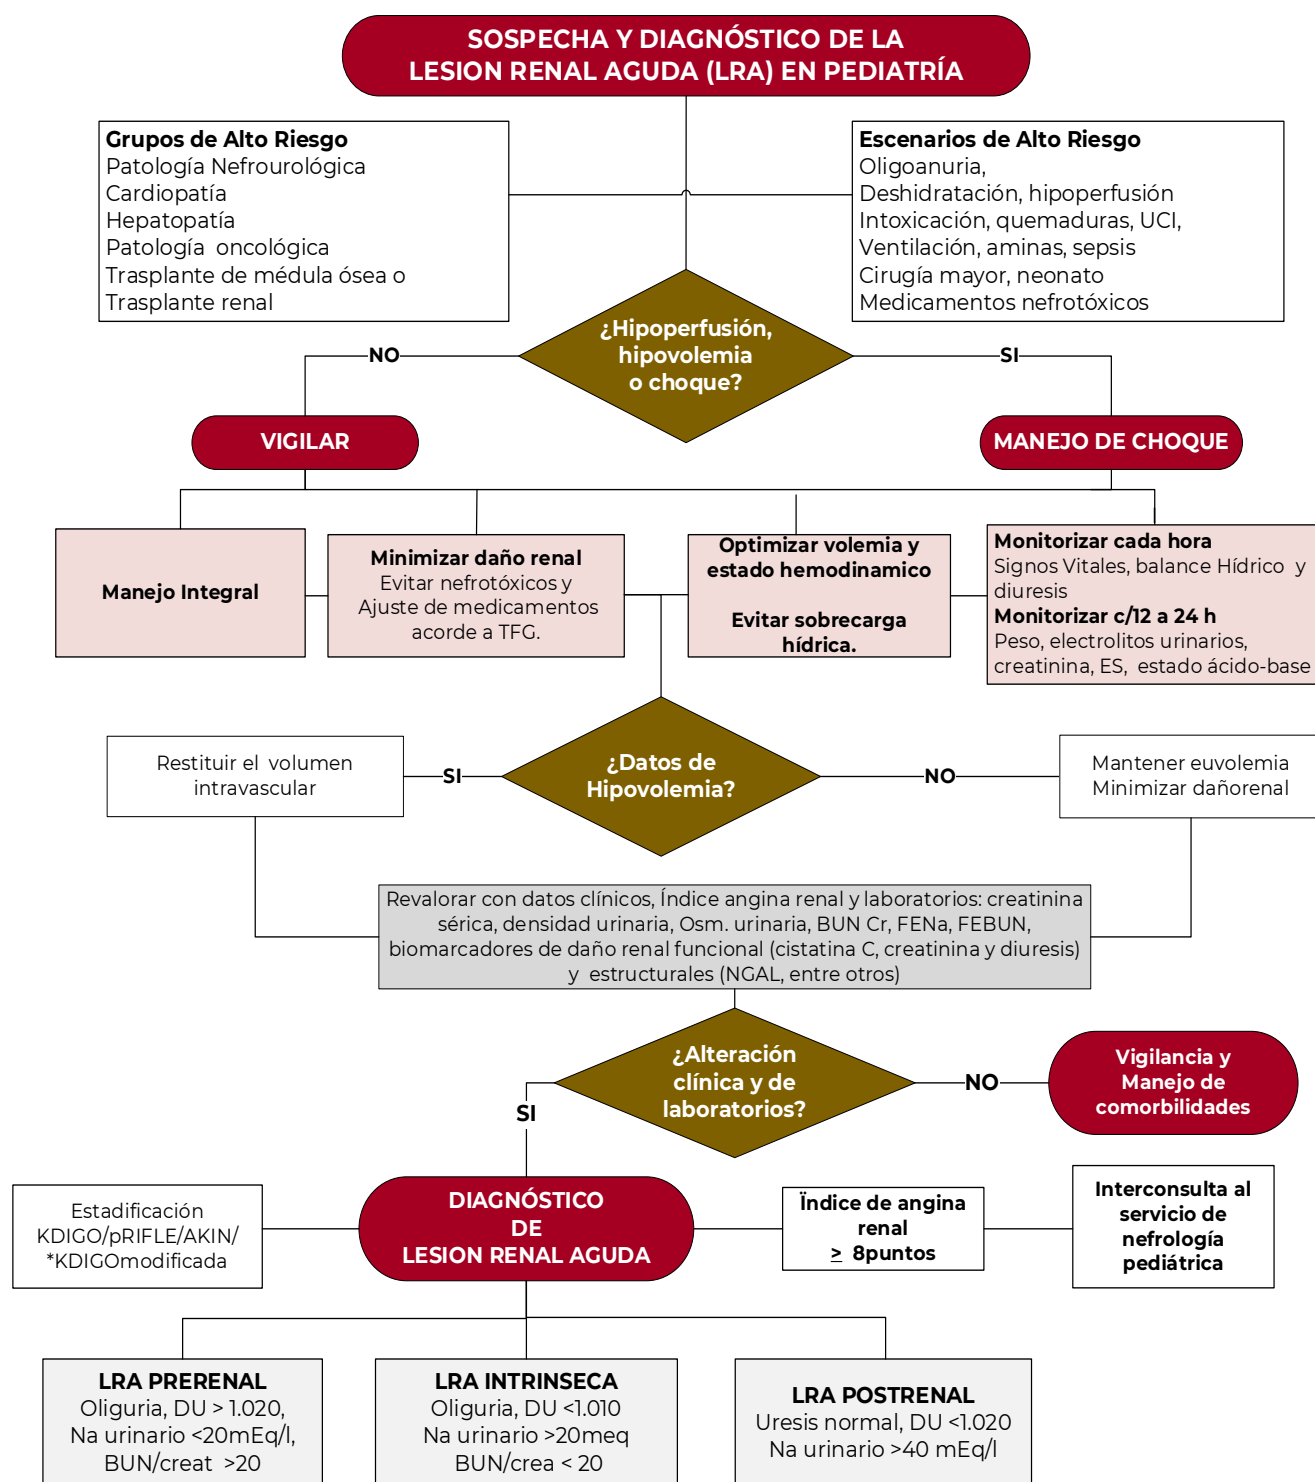 SOSPECHA Y DIAGNÓSTICO DE LA
LESION RENAL AGUDA (LRA) EN PEDIATRÍA
Grupos de Alto Riesgo
Patología Nefrourológica
Cardiopatía
Hepatopatía
Patología oncológica
Trasplante de médula ósea o
Trasplante renal
Escenarios de Alto Riesgo
Oligoanuria,
Deshidratación, hipoperfusión
Intoxicación, quemaduras, UCI,
Ventilación, aminas, sepsis
Cirugía mayor, neonato
Medicamentos nefrotóxicos
¿Hipoperfusión,
hipovolemia
o choque?
NO
SI
VIGILAR
MANEJO DE CHOQUE
Manejo Integral
Minimizar daño renal
Evitar nefrotóxicos y
Ajuste de medicamentos
acorde a TFG.
Optimizar volemia y
estado hemodinamico
Evitar sobrecarga
hídrica.
Monitorizar cada hora
Signos Vitales, balance Hídrico y
diuresis
Monitorizar c/12 a 24 h
Peso, electrolitos urinarios,
creatinina, ES, estado ácido-base
¿Datos de
Hipovolemia?
SI
NO
Restituir el volumen
intravascular
Mantener euvolemia
Minimizar dañorenal
Revalorar con datos clínicos, Índice angina renal y laboratorios: creatinina
sérica, densidad urinaria, Osm. urinaria, BUN Cr, FENa, FEBUN,
biomarcadores de daño renal funcional (cistatina C, creatinina y diuresis)
y estructurales (NGAL, entre otros)
¿Alteración
clínica y de
laboratorios?
SI
NO
Vigilancia y
Manejo de
comorbilidades
Estadificación
KDIGO/pRIFLE/AKIN/
*KDIGOmodificada
DIAGNÓSTICO
DE
LESION RENAL AGUDA
Ïndice de angina
renal
≥ 8puntos
Interconsulta al
servicio de
nefrología
pediátrica
LRA PRERENAL
Oliguria, DU > 1.020,
Na urinario <20mEq/l,
BUN/creat >20
LRA INTRINSECA
Oliguria, DU <1.010
Na urinario >20meq
BUN/crea < 20
LRA POSTRENAL
Uresis normal, DU <1.020
Na urinario >40 mEq/l